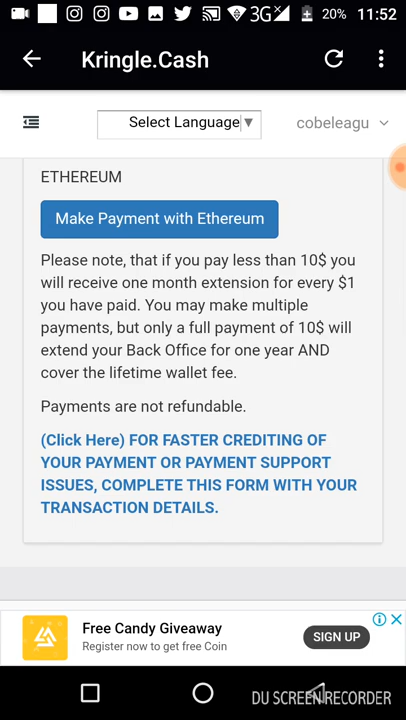 3G 20% 11:52
Kringle.Cash
Select Language ▼
cobeleagu
ETHEREUM
Make Payment with Ethereum
Please note, that if you pay less than 10$ you
will receive one month extension for every $1
you have paid. You may make multiple
payments, but only a full payment of 10$ will
extend your Back Office for one year AND
cover the lifetime wallet fee.
Payments are not refundable.
(Click Here) FOR FASTER CREDITING OF
YOUR PAYMENT OR PAYMENT SUPPORT
ISSUES, COMPLETE THIS FORM WITH YOUR
TRANSACTION DETAILS.
Free Candy Giveaway
Register now to get free Coin
SIGN UP
DU SCREEN RECORDER